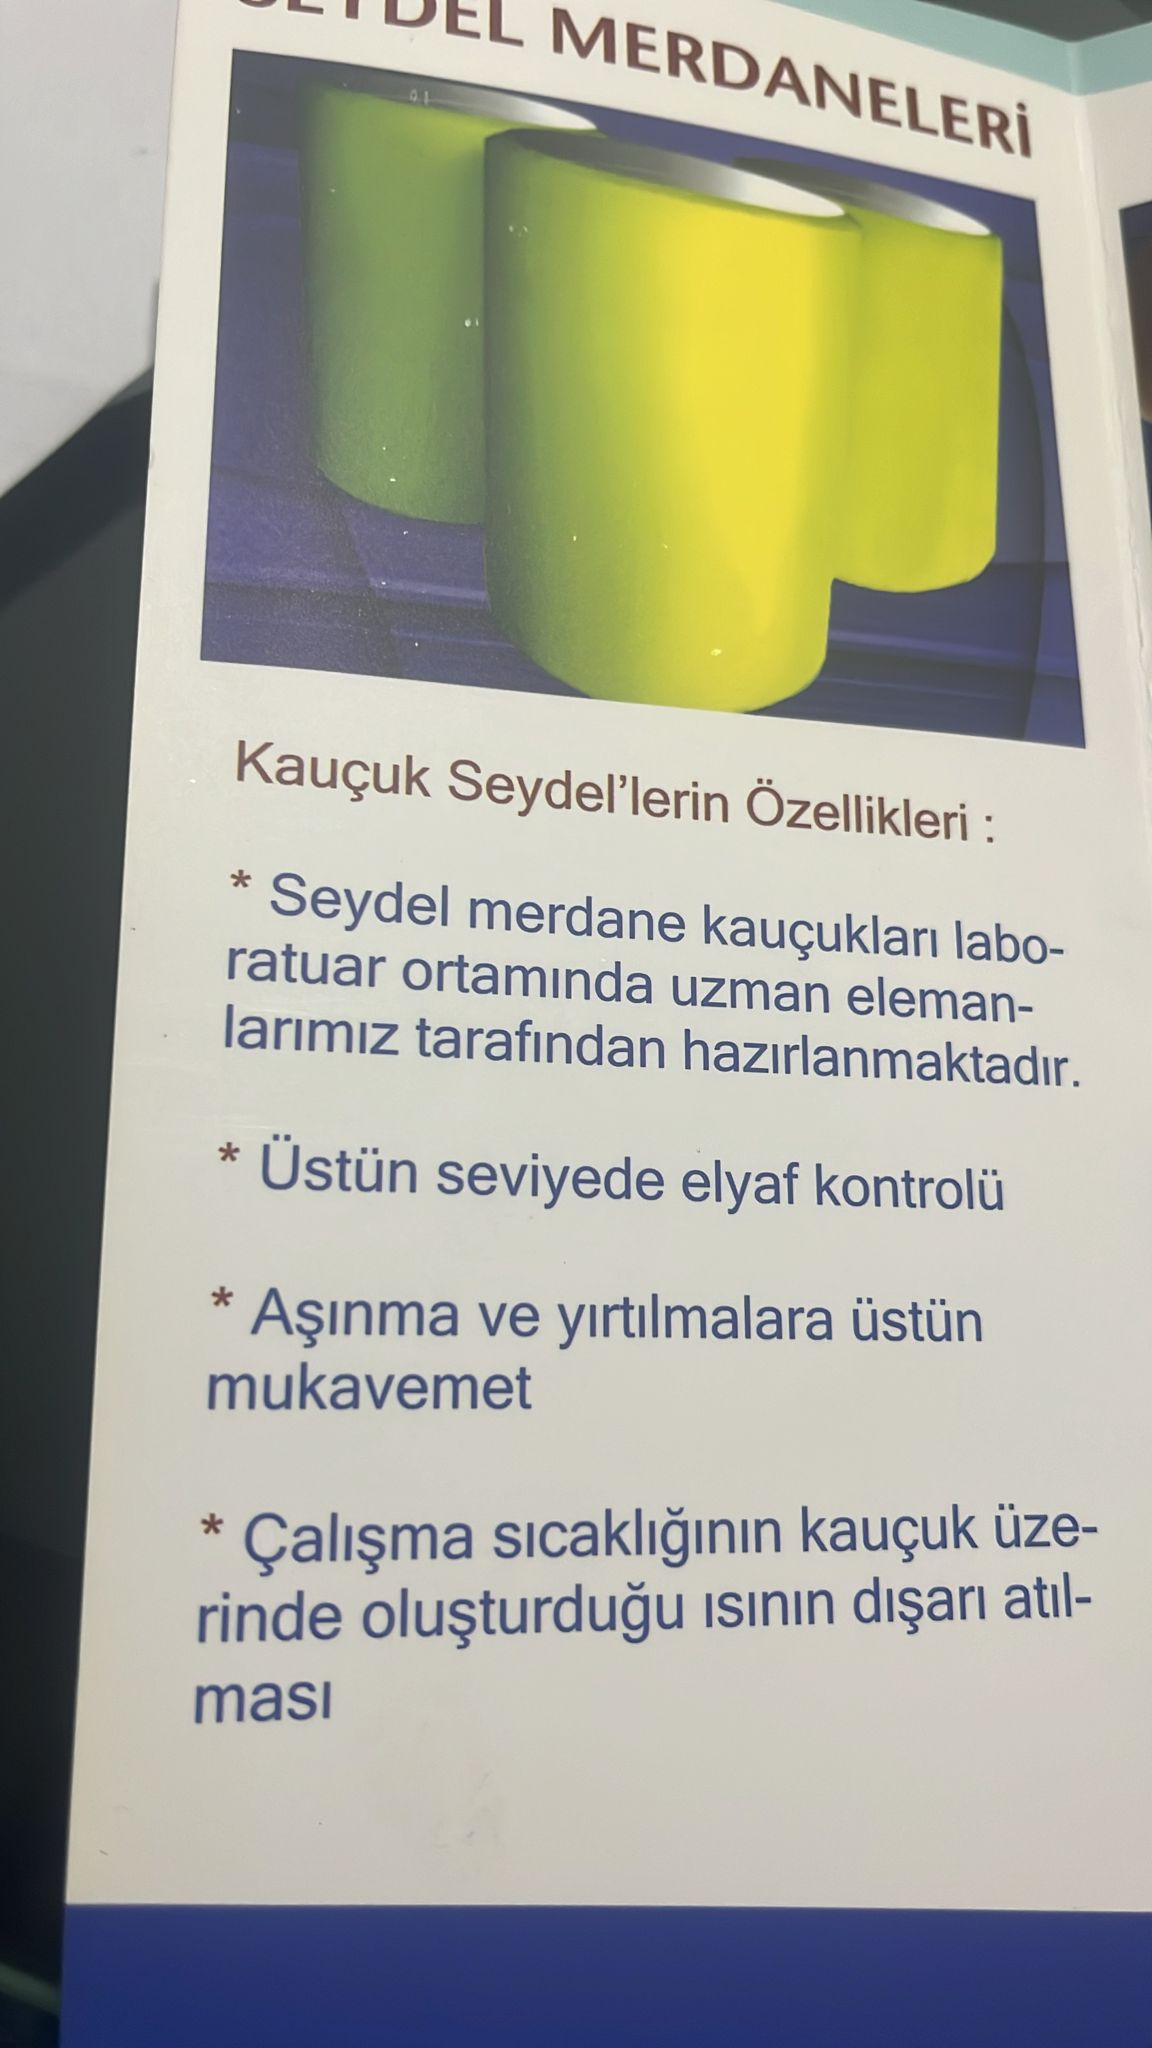 SEYDEL MERDANELERİ
Kauçuk Seydel'lerin Özellikleri :
* Seydel merdane kauçukları labo-
ratuar ortamında uzman eleman-
larımız tarafından hazırlanmaktadır.
* Üstün seviyede elyaf kontrolü
* Aşınma ve yırtılmalara üstün
mukavemet
* Çalışma sıcaklığının kauçuk üze-
rinde oluşturduğu ısının dışarı atıl-
ması